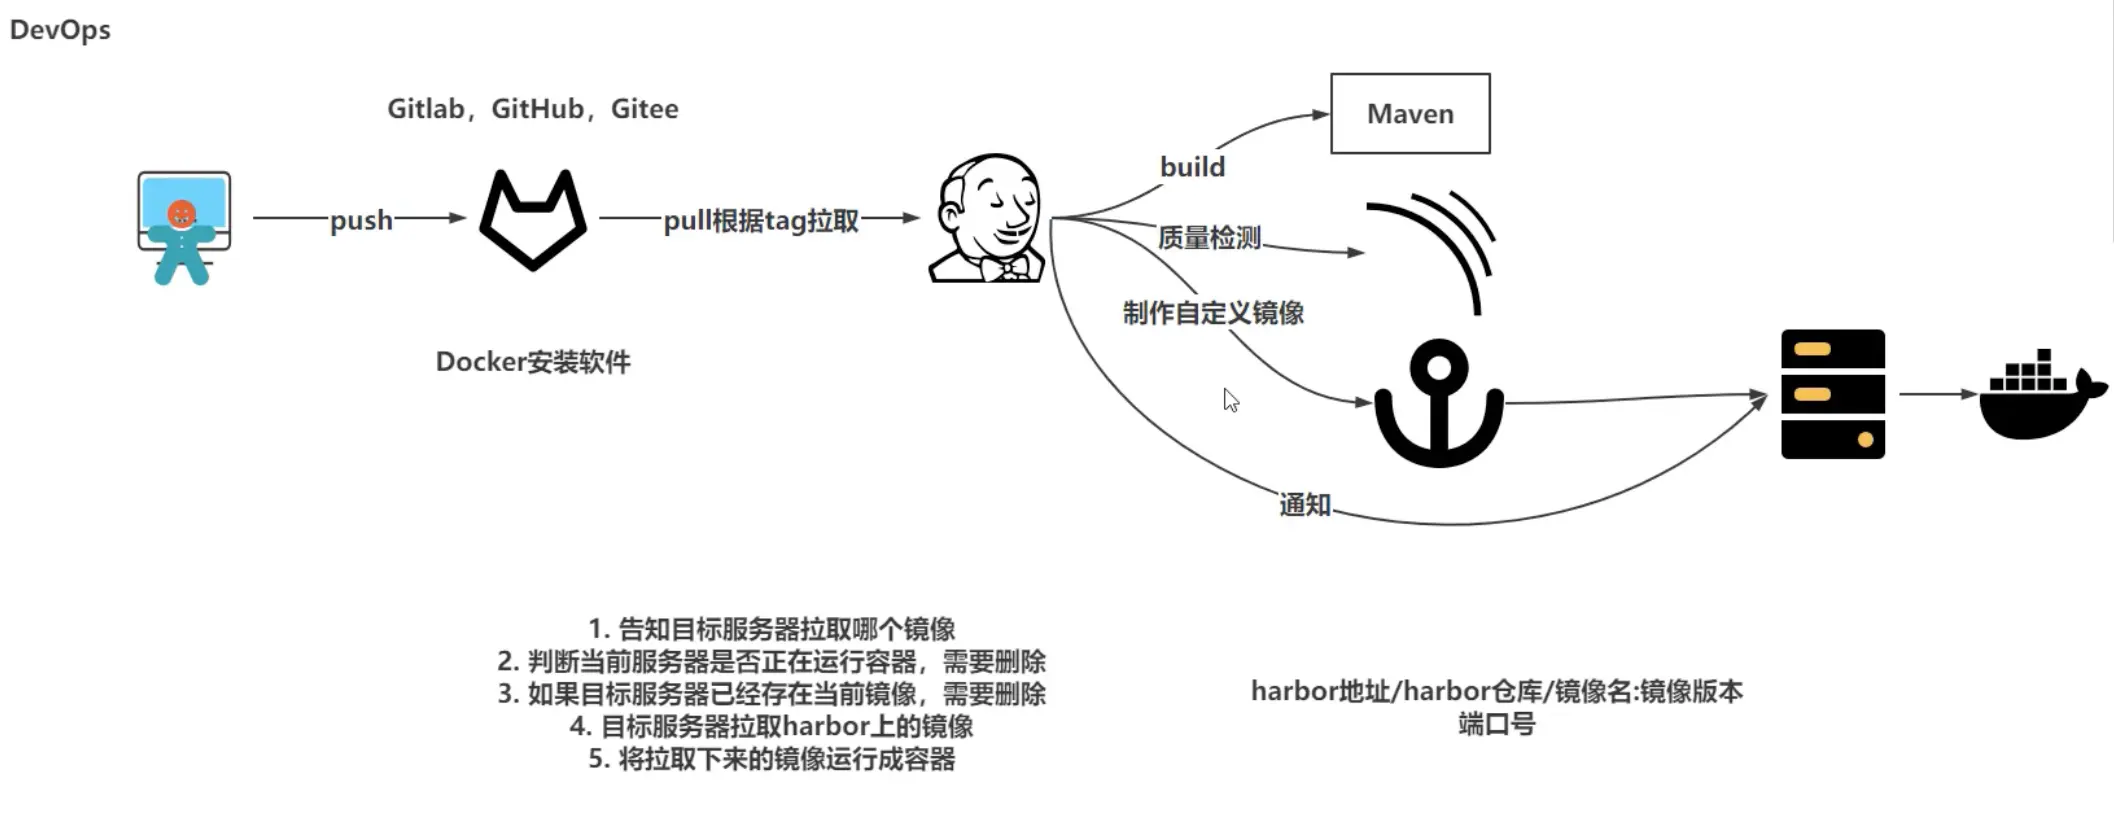 DevOps
Gitlab，GitHub，Gitee
Maven
build
push
pull根据tag拉取
质量检测
制作自定义镜像
Docker安装软件
通知
1. 告知目标服务器拉取哪个镜像
2. 判断当前服务器是否正在运行容器，需要删除
3. 如果目标服务器已经存在当前镜像，需要删除
4. 目标服务器拉取harbor上的镜像
5. 将拉取下来的镜像运行成容器
harbor地址/harbor仓库/镜像名:镜像版本
端口号